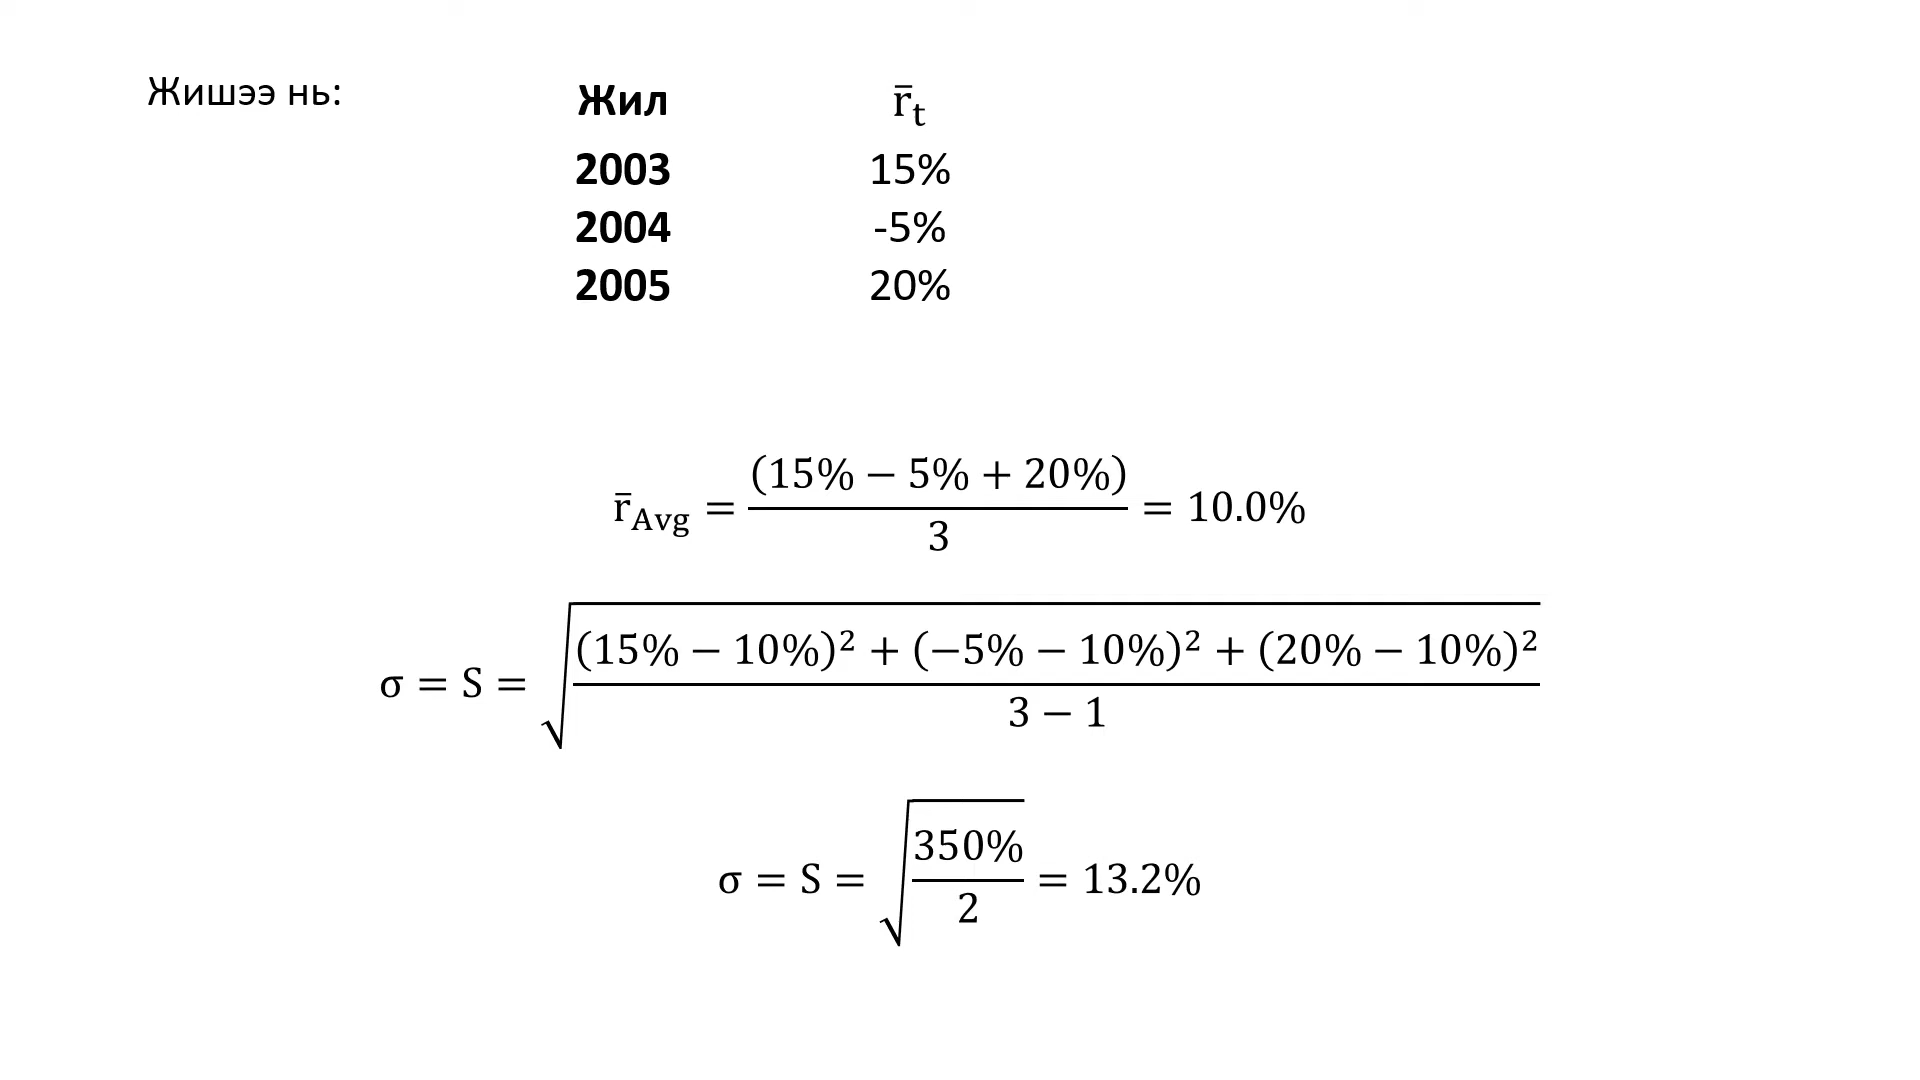 Жишээ нь:
Жил r̄ₜ
2003 15%
2004 -5%
2005 20%
r̄_Avg = (15% − 5% + 20%) / 3 = 10.0%
σ = S = √((15% − 10%)² + (−5% − 10%)² + (20% − 10%)² / 3 − 1)
σ = S = √(350% / 2) = 13.2%